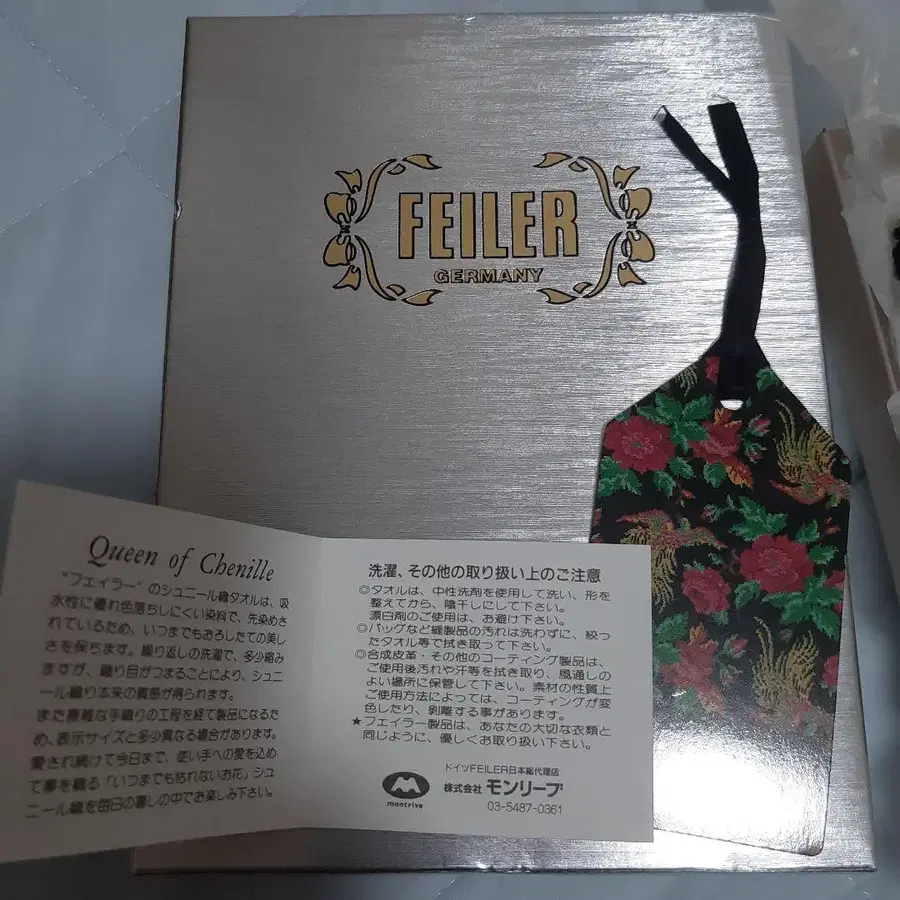 FEILER
GERMANY
Queen of Chenille
"フェイラー"のシュニール織タオルは、吸
水性に優れ色落ちしにくい染料で、先染めさ
れているため、いつまでもおろしたての美し
さを保ちます。繰り返しの洗濯で、多少縮み
ますが、織り目がつまることにより、シュニ
ール織り本来の質感が得られます。
また複雑な手織りの工程を経て製品になるた
め、表示サイズと多少異なる場合があります。
愛され続けて今日まで、使い手への愛を込め
て夢を織る「いつまでも枯れないお花」シュ
ニール織を毎日の暮しの中でお楽しみ下さい。
洗濯、その他の取り扱い上のご注意
◎タオルは、中性洗剤を使用して洗い、形を
整えてから、陰干しにして下さい。
漂白剤のご使用は、お避け下さい。
◎バッグなど縫製品の汚れは洗わずに、絞っ
たタオル等で拭き取って下さい。
◎合成皮革・その他のコーティング製品は、
ご使用後汚れや汗等を拭き取り、風通しの
よい場所に保管して下さい。素材の性質上
ご使用方法によっては、コーティングが変
色したり、剥離する事があります。
★フェイラー製品は、あなたの大切な衣類と
同じように、優しくお取り扱い下さい。
ドイツFEILER日本総代理店
株式会社 モンリーブ
montrive
03-5487-0361